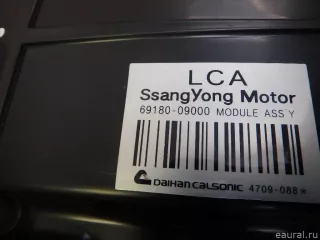 LCA
SsangYong Motor
69180-09000 MODULE ASS Y
DAIHAN CALSONIC 4709-088*
eaural.ru